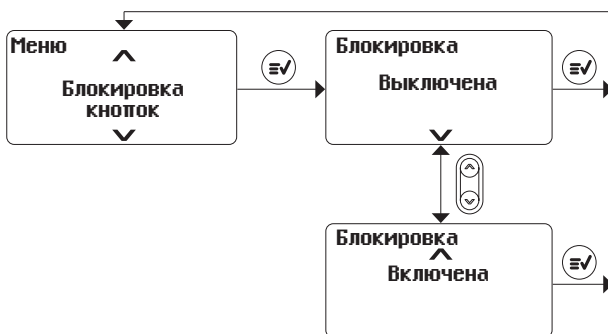 Меню
Блокировка
кнопок
Блокировка
Выключена
Блокировка
Включена